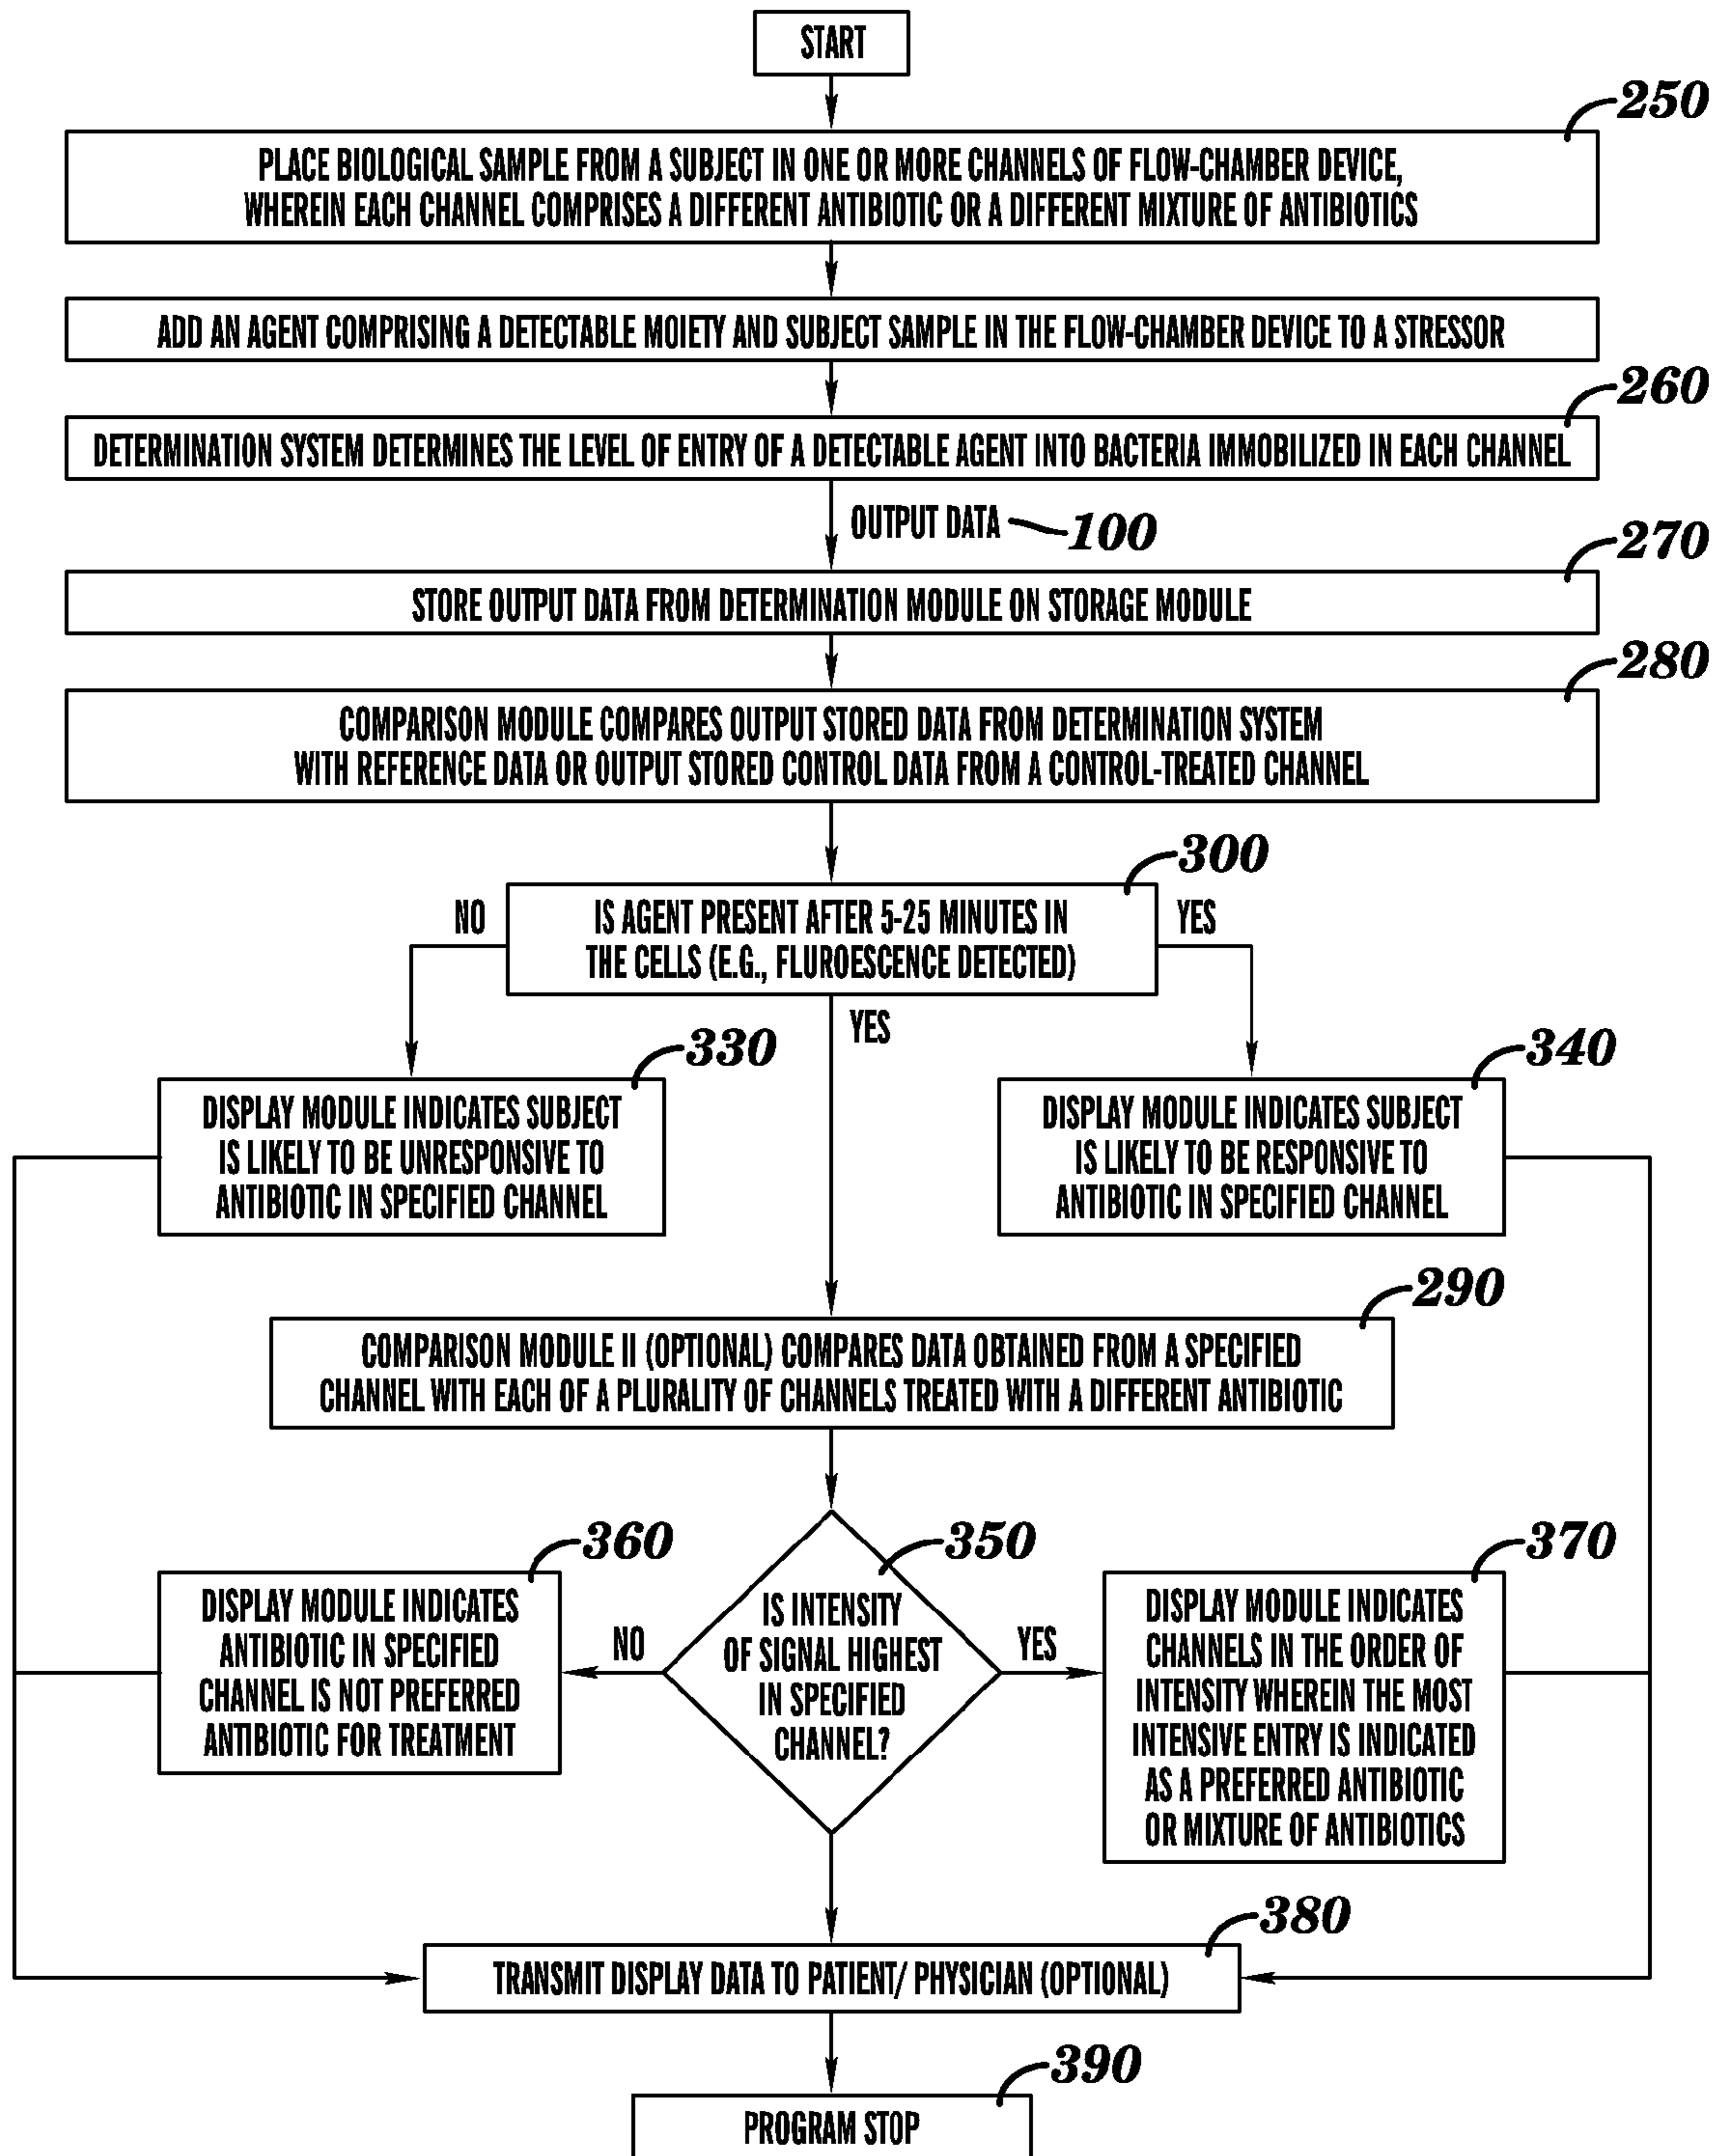 START
250
PLACE BIOLOGICAL SAMPLE FROM A SUBJECT IN ONE OR MORE CHANNELS OF FLOW-CHAMBER DEVICE,
WHEREIN EACH CHANNEL COMPRISES A DIFFERENT ANTIBIOTIC OR A DIFFERENT MIXTURE OF ANTIBIOTICS
ADD AN AGENT COMPRISING A DETECTABLE MOIETY AND SUBJECT SAMPLE IN THE FLOW-CHAMBER DEVICE TO A STRESSOR
260
DETERMINATION SYSTEM DETERMINES THE LEVEL OF ENTRY OF A DETECTABLE AGENT INTO BACTERIA IMMOBILIZED IN EACH CHANNEL
OUTPUT DATA 100
270
STORE OUTPUT DATA FROM DETERMINATION MODULE ON STORAGE MODULE
280
COMPARISON MODULE COMPARES OUTPUT STORED DATA FROM DETERMINATION SYSTEM
WITH REFERENCE DATA OR OUTPUT STORED CONTROL DATA FROM A CONTROL-TREATED CHANNEL
300
NO
IS AGENT PRESENT AFTER 5-25 MINUTES IN
THE CELLS (E.G., FLUROESCENCE DETECTED)
YES
YES
330
DISPLAY MODULE INDICATES SUBJECT
IS LIKELY TO BE UNRESPONSIVE TO
ANTIBIOTIC IN SPECIFIED CHANNEL
340
DISPLAY MODULE INDICATES SUBJECT
IS LIKELY TO BE RESPONSIVE TO
ANTIBIOTIC IN SPECIFIED CHANNEL
290
COMPARISON MODULE II (OPTIONAL) COMPARES DATA OBTAINED FROM A SPECIFIED
CHANNEL WITH EACH OF A PLURALITY OF CHANNELS TREATED WITH A DIFFERENT ANTIBIOTIC
360
DISPLAY MODULE INDICATES
ANTIBIOTIC IN SPECIFIED
CHANNEL IS NOT PREFERRED
ANTIBIOTIC FOR TREATMENT
NO
350
IS INTENSITY
OF SIGNAL HIGHEST
IN SPECIFIED
CHANNEL?
YES
370
DISPLAY MODULE INDICATES
CHANNELS IN THE ORDER OF
INTENSITY WHEREIN THE MOST
INTENSIVE ENTRY IS INDICATED
AS A PREFERRED ANTIBIOTIC
OR MIXTURE OF ANTIBIOTICS
380
TRANSMIT DISPLAY DATA TO PATIENT/ PHYSICIAN (OPTIONAL)
390
PROGRAM STOP